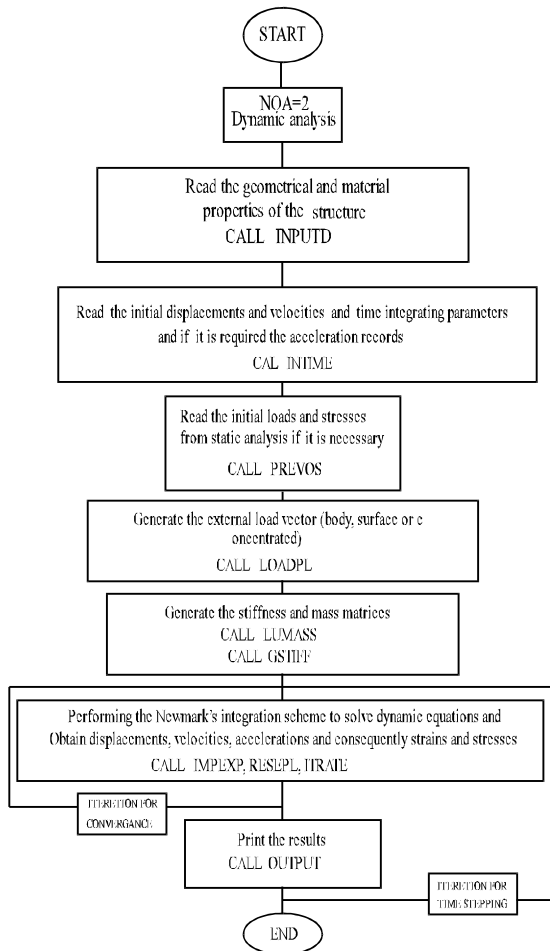 START
NOA=2
Dynamic analysis
Read the geometrical and material
properties of the structure
CALL INPUTD
Read the initial displacements and velocities and time integrating parameters
and if it is required the acceleration records
CAL INTIME
Read the initial loads and stresses
from static analysis if it is necessary
CALL PREVOS
Generate the external load vector (body, surface or c
oncentrated)
CALL LOADPL
Generate the stiffness and mass matrices
CALL LUMASS
CALL GSTIFF
Performing the Newmark's integration scheme to solve dynamic equations and
Obtain displacements, velocities, accelerations and consequently strains and stresses
CALL IMPEXP, RESEPL, ITRATE
ITERETION FOR
CONVERGANCE
Print the results
CALL OUTPUT
ITERETION FOR
TIME STEPPING
END